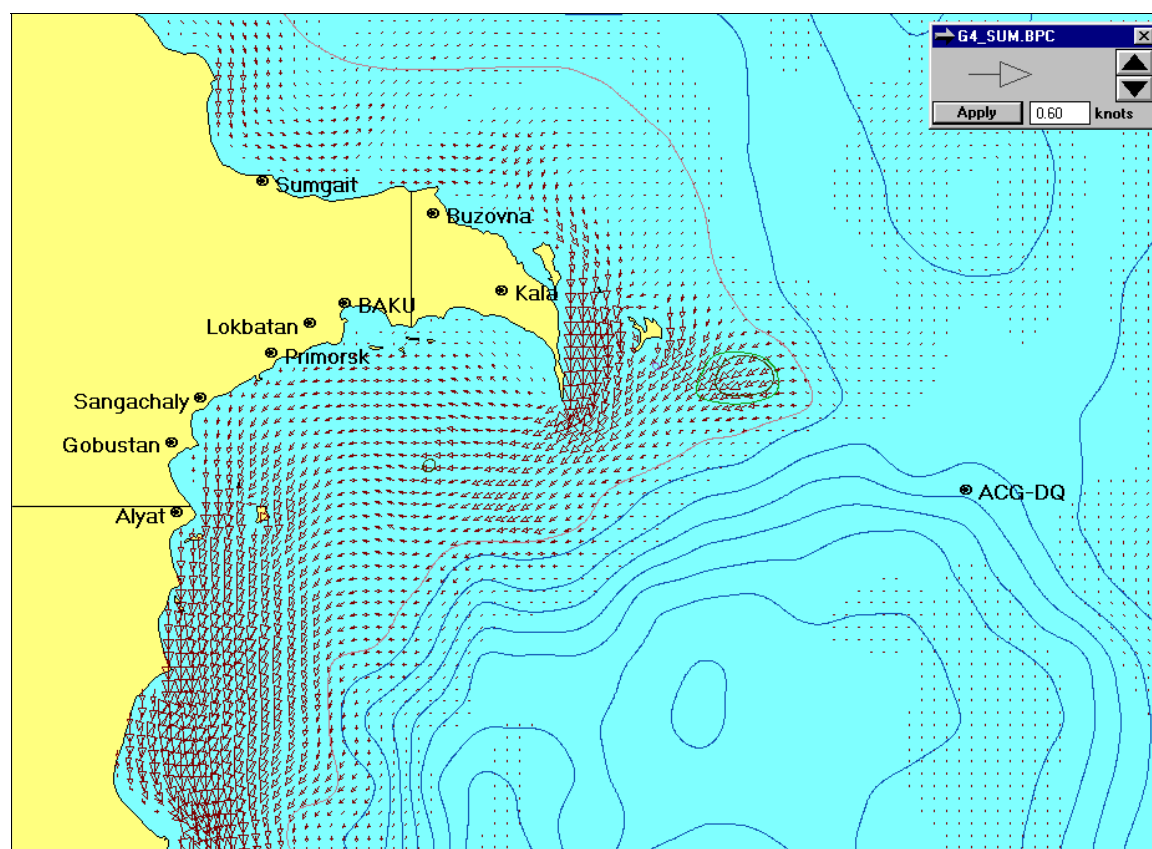 G4_SUM.BPC
Apply 0.60 knots
Sumgait
Buzovna
Kala
BAKU
Lokbatan
Primorsk
Sangachaly
Gobustan
ACG-DQ
Alyat